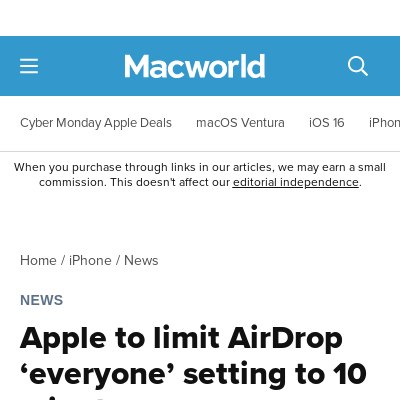 Macworld
Cyber Monday Apple Deals macOS Ventura iOS 16 iPhon
When you purchase through links in our articles, we may earn a small
commission. This doesn't affect our editorial independence.
Home / iPhone / News
NEWS
Apple to limit AirDrop
‘everyone’ setting to 10